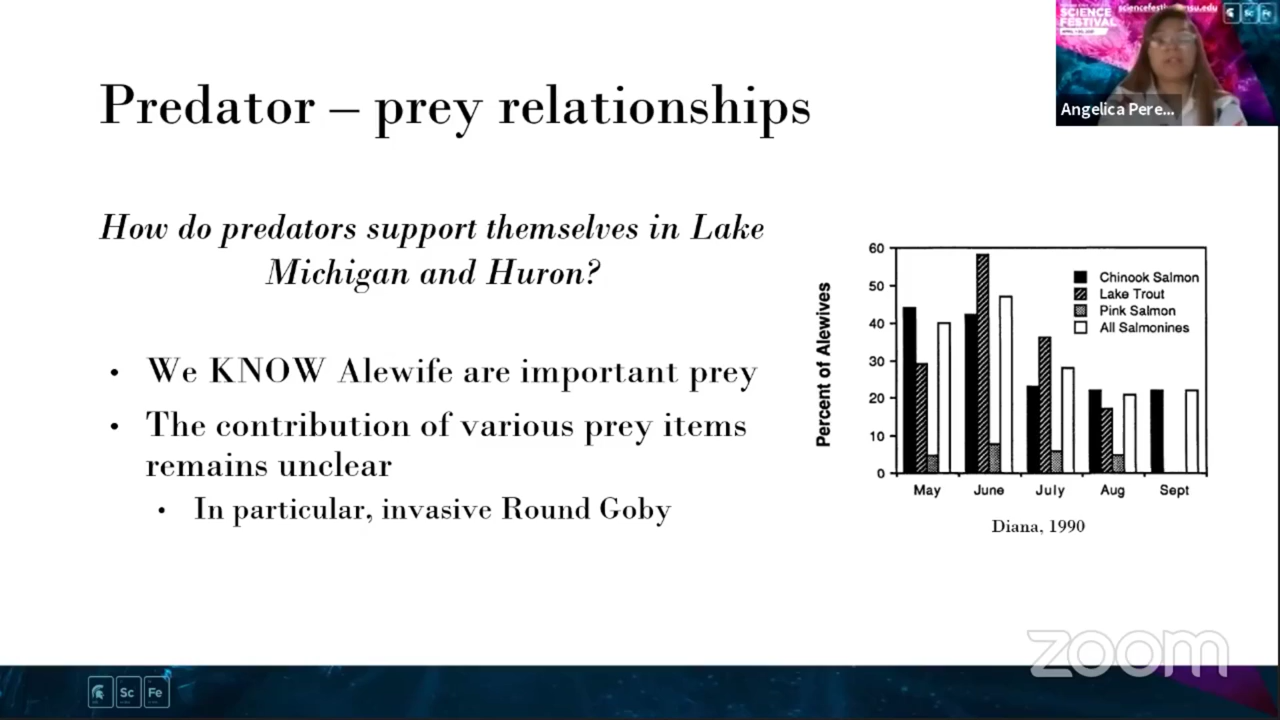 SCIENCE
FESTIVAL
Angelica Pere...
Predator – prey relationships
How do predators support themselves in Lake
Michigan and Huron?
• We KNOW Alewife are important prey
• The contribution of various prey items
remains unclear
• In particular, invasive Round Goby
Percent of Alewives
60
50
40
30
20
10
0
Chinook Salmon
Lake Trout
Pink Salmon
All Salmonines
May June July Aug Sept
Diana, 1990
zoom
Sc Fe